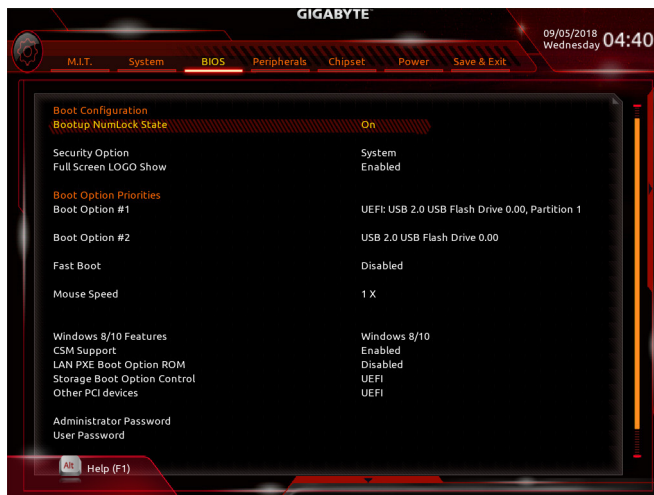 GIGABYTE™
09/05/2018
Wednesday 04:40
M.I.T. System BIOS Peripherals Chipset Power Save & Exit
Boot Configuration
Bootup NumLock State On
Security Option System
Full Screen LOGO Show Enabled
Boot Option Priorities
Boot Option #1 UEFI: USB 2.0 USB Flash Drive 0.00, Partition 1
Boot Option #2 USB 2.0 USB Flash Drive 0.00
Fast Boot Disabled
Mouse Speed 1 X
Windows 8/10 Features Windows 8/10
CSM Support Enabled
LAN PXE Boot Option ROM Disabled
Storage Boot Option Control UEFI
Other PCI devices UEFI
Administrator Password
User Password
Alt Help (F1)